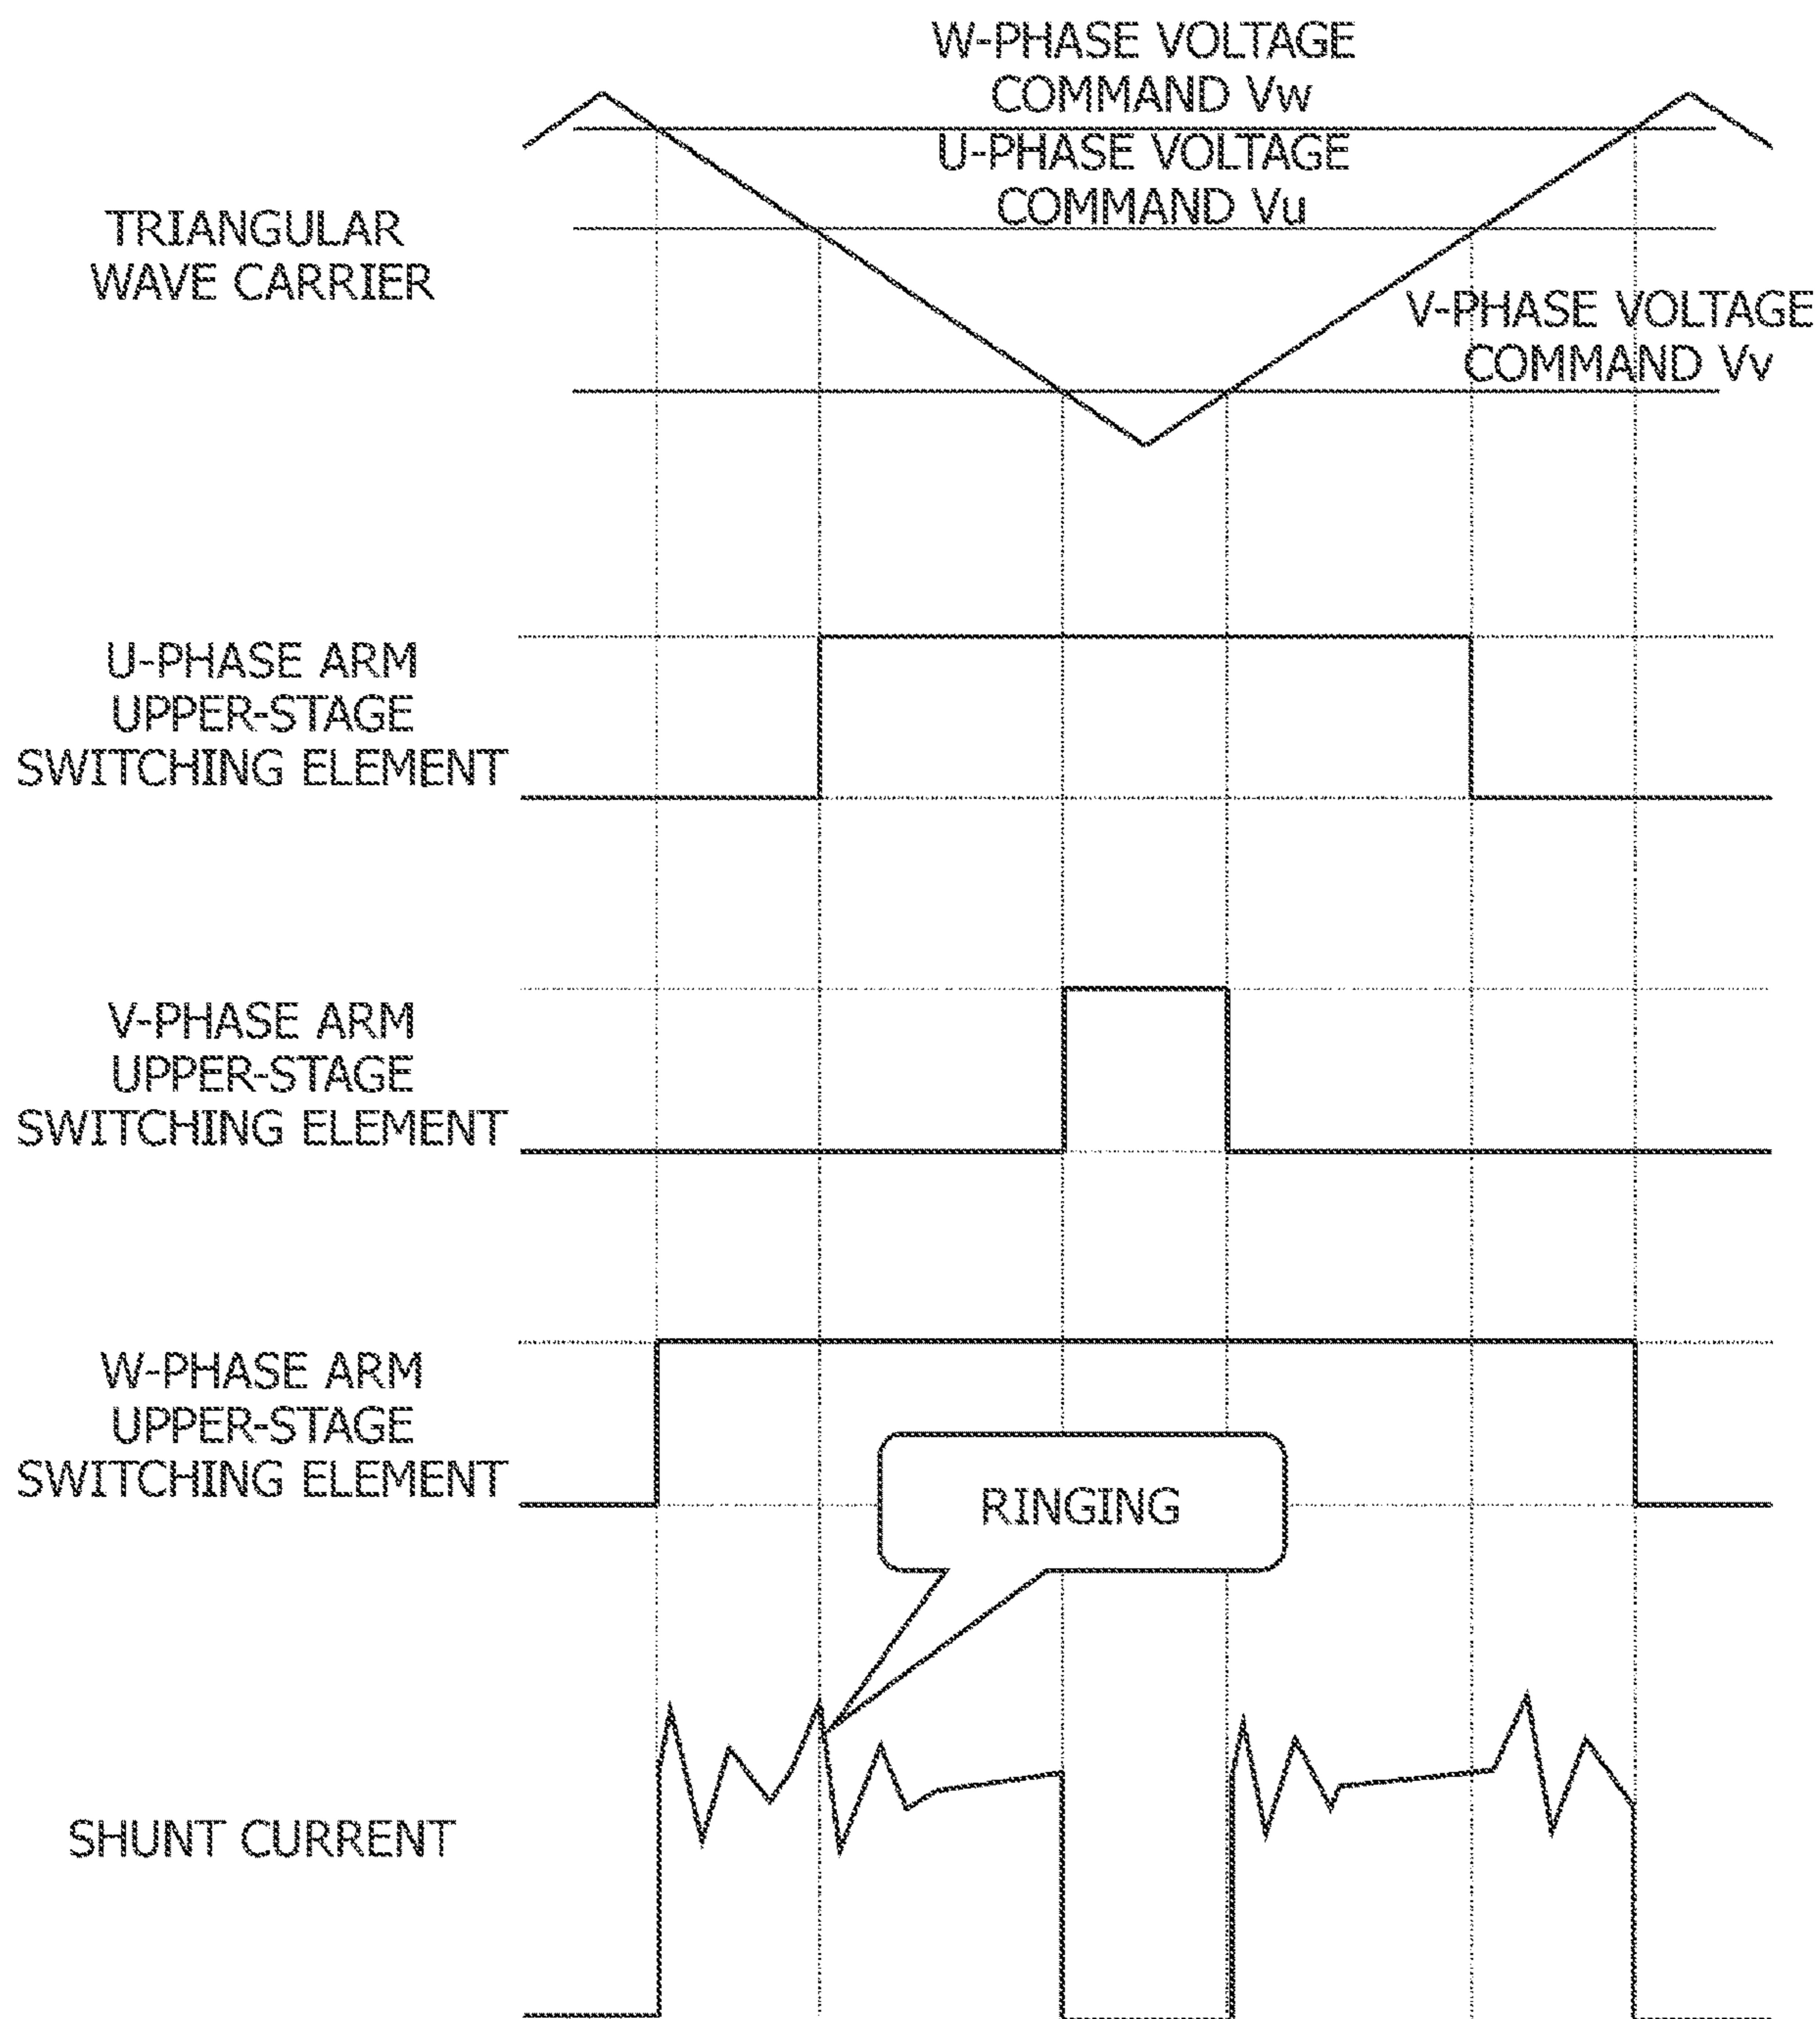 W-PHASE VOLTAGE
COMMAND Vw
U-PHASE VOLTAGE
COMMAND Vu
TRIANGULAR
WAVE CARRIER
V-PHASE VOLTAGE
COMMAND Vv
U-PHASE ARM
UPPER-STAGE
SWITCHING ELEMENT
V-PHASE ARM
UPPER-STAGE
SWITCHING ELEMENT
W-PHASE ARM
UPPER-STAGE
SWITCHING ELEMENT
RINGING
SHUNT CURRENT